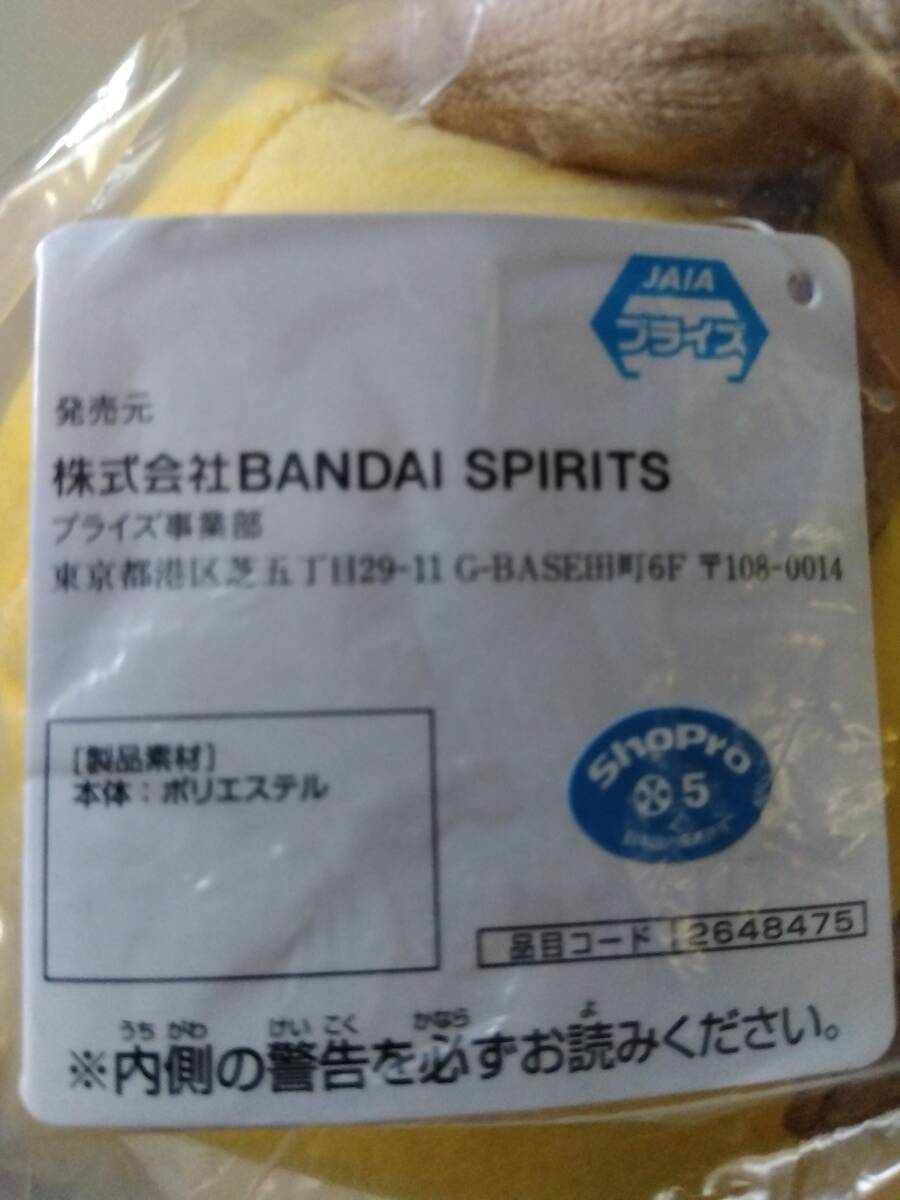 JAIA
プライズ
発売元
株式会社BANDAI SPIRITS
プライズ事業部
東京都港区芝五丁目29-11 G-BASE田町6F 〒108-0014
[製品素材]
本体：ポリエステル
ShoPro
5
品目コード 2648475
うち がわ けい こく かなら よ
※内側の警告を必ずお読みください。